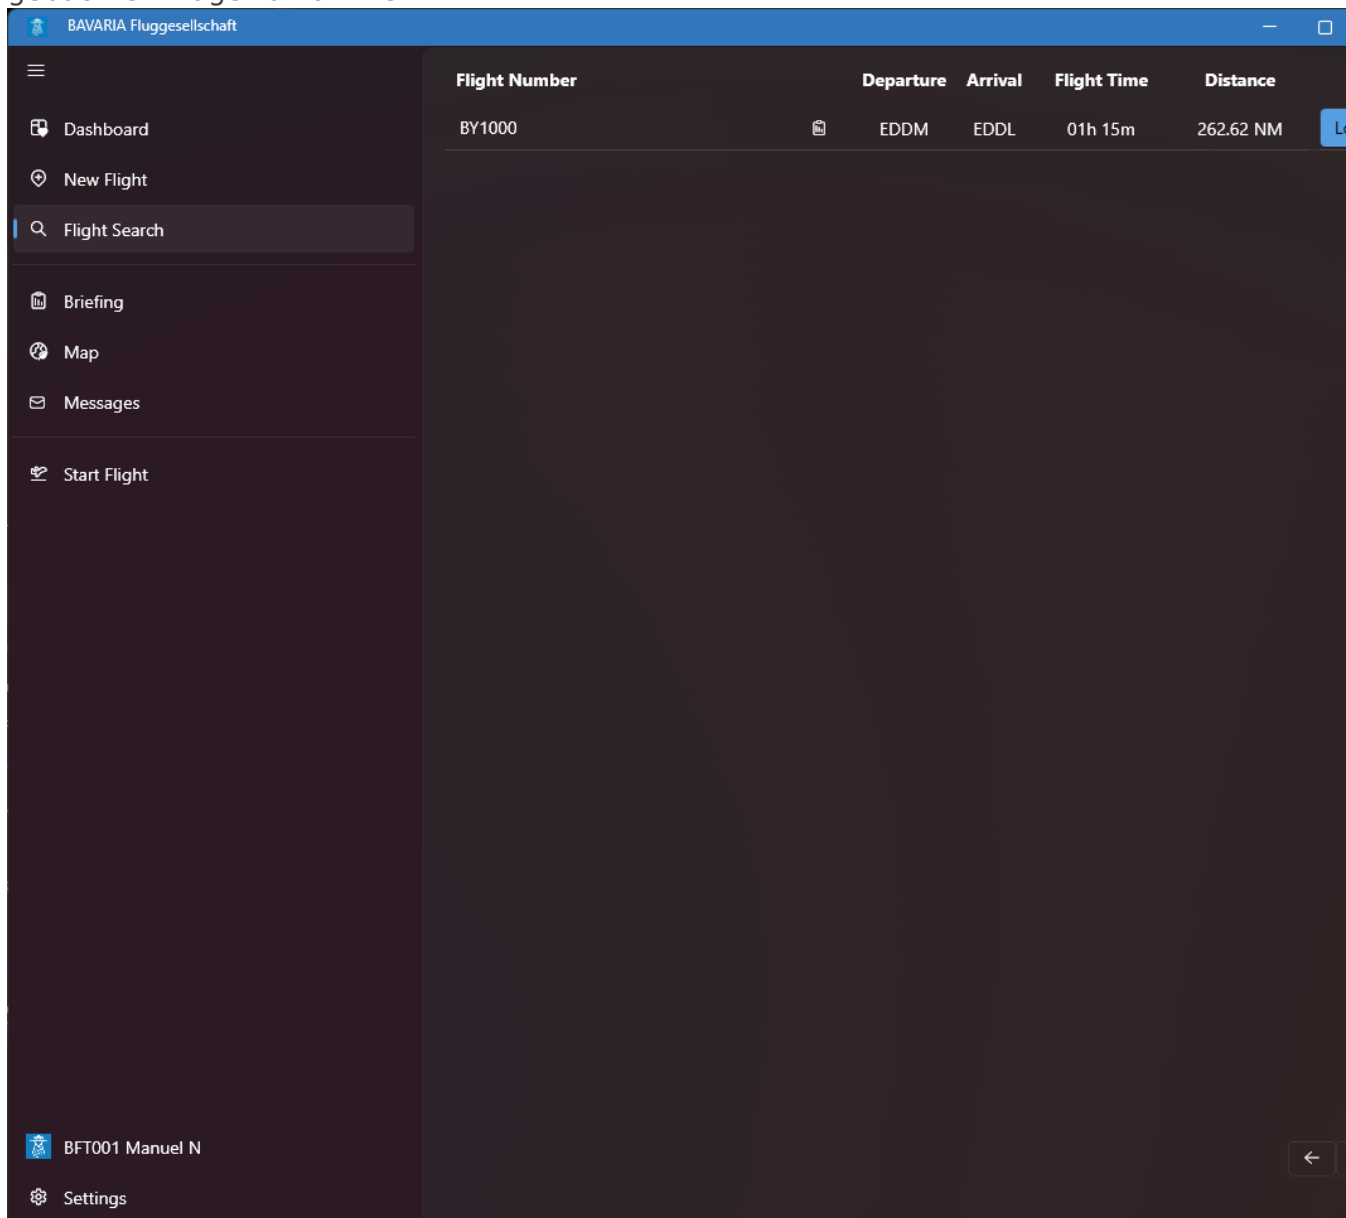 BAVARIA Fluggesellschaft
Flight Number Departure Arrival Flight Time Distance
BY1000 EDDM EDDL 01h 15m 262.62 NM
Dashboard
New Flight
Flight Search
Briefing
Map
Messages
Start Flight
BFT001 Manuel N
Settings